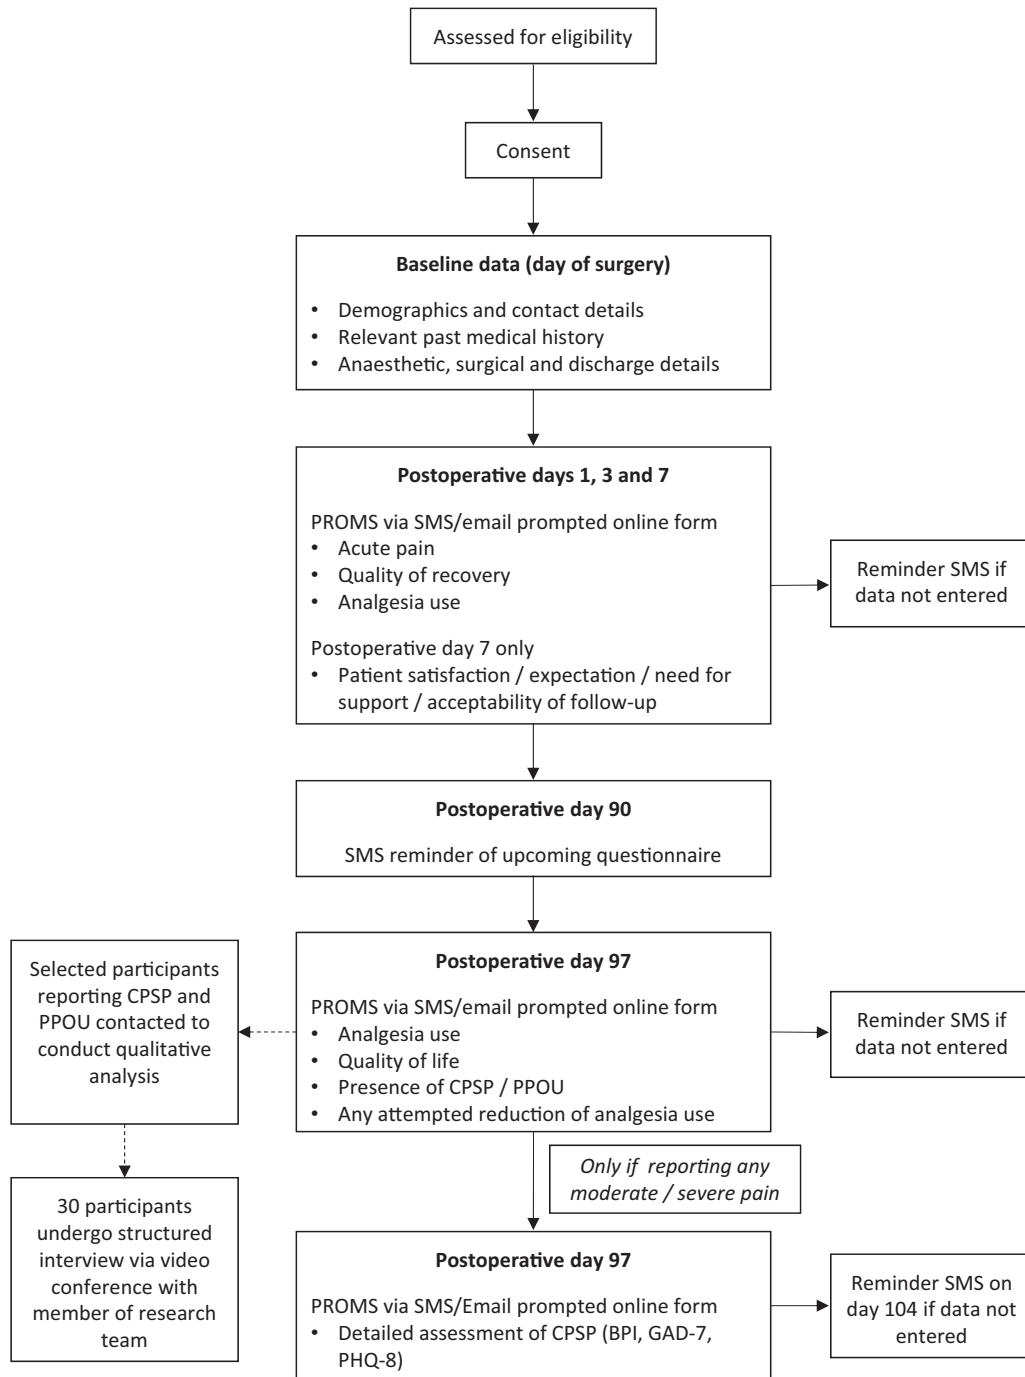 Assessed for eligibility
Consent
Baseline data (day of surgery)
• Demographics and contact details
• Relevant past medical history
• Anaesthetic, surgical and discharge details
Postoperative days 1, 3 and 7
PROMS via SMS/email prompted online form
• Acute pain
• Quality of recovery
• Analgesia use
Postoperative day 7 only
• Patient satisfaction / expectation / need for
support / acceptability of follow-up
Reminder SMS if
data not entered
Postoperative day 90
SMS reminder of upcoming questionnaire
Postoperative day 97
PROMS via SMS/email prompted online form
• Analgesia use
• Quality of life
• Presence of CPSP / PPOU
• Any attempted reduction of analgesia use
Selected participants
reporting CPSP and
PPOU contacted to
conduct qualitative
analysis
Reminder SMS if
data not entered
30 participants
undergo structured
interview via video
conference with
member of research
team
Only if reporting any
moderate / severe pain
Postoperative day 97
PROMS via SMS/Email prompted online form
• Detailed assessment of CPSP (BPI, GAD-7,
PHQ-8)
Reminder SMS on
day 104 if data not
entered